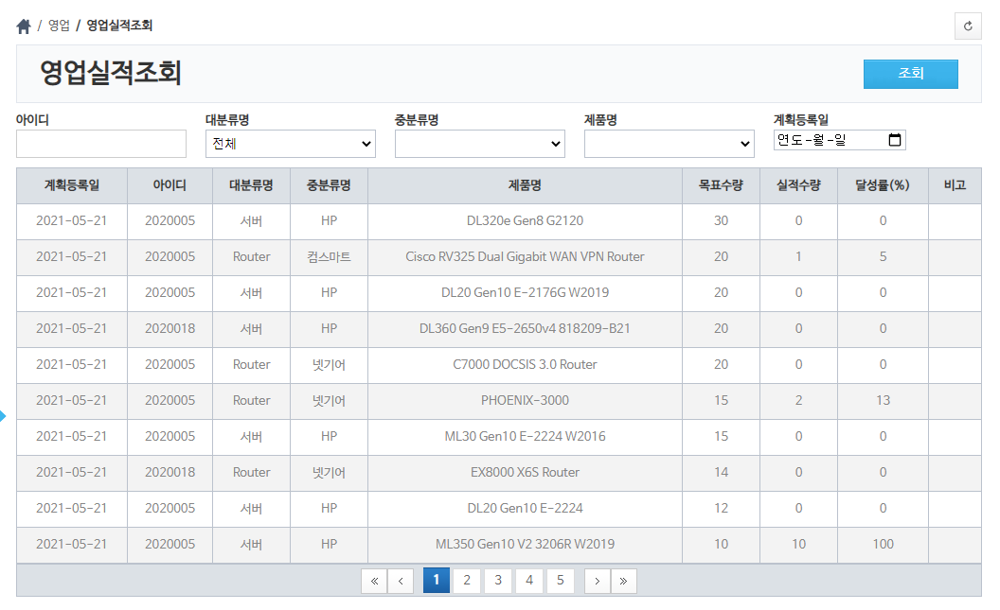 / 영업 / 영업실적조회
영업실적조회 조회
아이디 대분류명 중분류명 제품명 계획등록일
전체 연도-월-일
계획등록일 아이디 대분류명 중분류명 제품명 목표수량 실적수량 달성률(%) 비고
2021-05-21 2020005 서버 HP DL320e Gen8 G2120 30 0 0
2021-05-21 2020005 Router 컴스마트 Cisco RV325 Dual Gigabit WAN VPN Router 20 1 5
2021-05-21 2020005 서버 HP DL20 Gen10 E-2176G W2019 20 0 0
2021-05-21 2020018 서버 HP DL360 Gen9 E5-2650v4 818209-B21 20 0 0
2021-05-21 2020005 Router 넷기어 C7000 DOCSIS 3.0 Router 20 0 0
2021-05-21 2020005 Router 넷기어 PHOENIX-3000 15 2 13
2021-05-21 2020005 서버 HP ML30 Gen10 E-2224 W2016 15 0 0
2021-05-21 2020018 Router 넷기어 EX8000 X6S Router 14 0 0
2021-05-21 2020005 서버 HP DL20 Gen10 E-2224 12 0 0
2021-05-21 2020005 서버 HP ML350 Gen10 V2 3206R W2019 10 10 100
« ‹ 1 2 3 4 5 › »